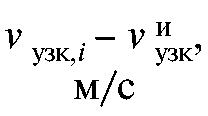 v узк,i – v и узк,
м/с